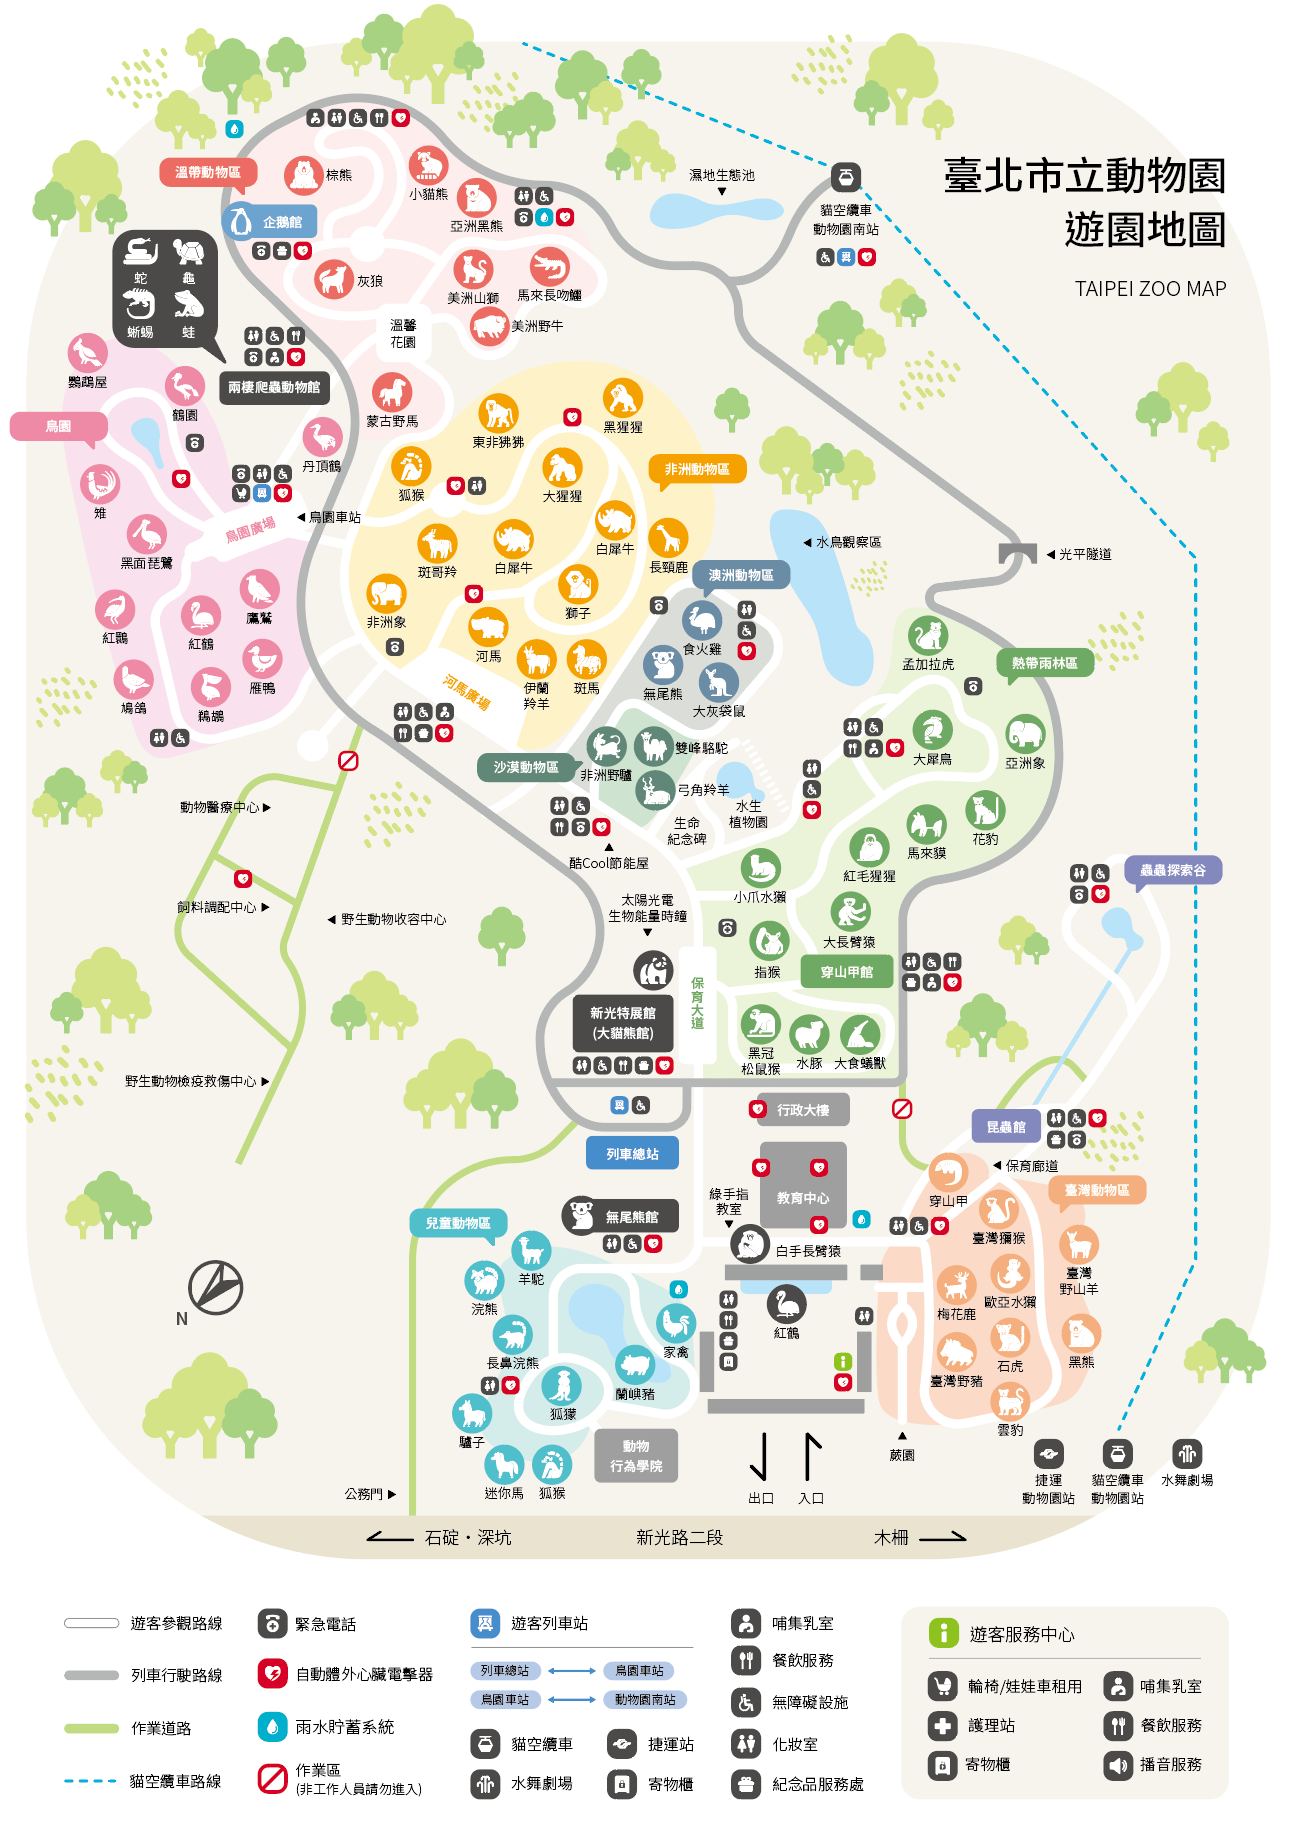 臺北市立動物園
遊園地圖
TAIPEI ZOO MAP
溫帶動物區
棕熊
小貓熊
亞洲黑熊
企鵝館
灰狼
美洲山獅
馬來長吻鱷
美洲野牛
溫馨
花園
蒙古野馬
濕地生態池
貓空纜車
動物園南站
蛇
龜
蜥蜴
蛙
兩棲爬蟲動物館
鸚鵡屋
鶴園
鳥園
丹頂鶴
雉
黑面琵鷺
鳥園廣場
鳥園車站
紅䴉
紅鶴
鷹鷲
鳩鴿
鵜鶘
雁鴨
東非狒狒
黑猩猩
非洲動物區
狐猴
大猩猩
斑哥羚
白犀牛
白犀牛
長頸鹿
非洲象
獅子
河馬
伊蘭
羚羊
斑馬
河馬廣場
澳洲動物區
食火雞
無尾熊
大灰袋鼠
水鳥觀察區
光平隧道
沙漠動物區
非洲野驢
雙峰駱駝
弓角羚羊
生命
紀念碑
水生
植物園
酷Cool節能屋
孟加拉虎
熱帶雨林區
大犀鳥
亞洲象
花豹
馬來貘
紅毛猩猩
小爪水獺
大長臂猿
指猴
穿山甲館
黑冠
松鼠猴
水豚
大食蟻獸
動物醫療中心
飼料調配中心
野生動物收容中心
野生動物檢疫救傷中心
太陽光電
生物能量時鐘
新光特展館
(大貓熊館)
保育大道
蟲蟲探索谷
列車總站
行政大樓
教育中心
綠手指
教室
白手長臂猿
昆蟲館
保育廊道
臺灣動物區
穿山甲
臺灣獼猴
臺灣
野山羊
梅花鹿
歐亞水獺
石虎
黑熊
臺灣野豬
雲豹
蕨園
無尾熊館
兒童動物區
羊駝
浣熊
長鼻浣熊
家禽
蘭嶼豬
狐獴
驢子
迷你馬
狐猴
動物
行為學院
紅鶴
出口
入口
公務門
N
捷運
動物園站
貓空纜車
動物園站
水舞劇場
石碇・深坑
新光路二段
木柵
遊客參觀路線
列車行駛路線
作業道路
貓空纜車路線
緊急電話
自動體外心臟電擊器
雨水貯蓄系統
作業區
(非工作人員請勿進入)
遊客列車站
列車總站
鳥園車站
鳥園車站
動物園南站
貓空纜車
捷運站
水舞劇場
寄物櫃
哺集乳室
餐飲服務
無障礙設施
化妝室
紀念品服務處
遊客服務中心
輪椅/娃娃車租用
哺集乳室
護理站
餐飲服務
寄物櫃
播音服務